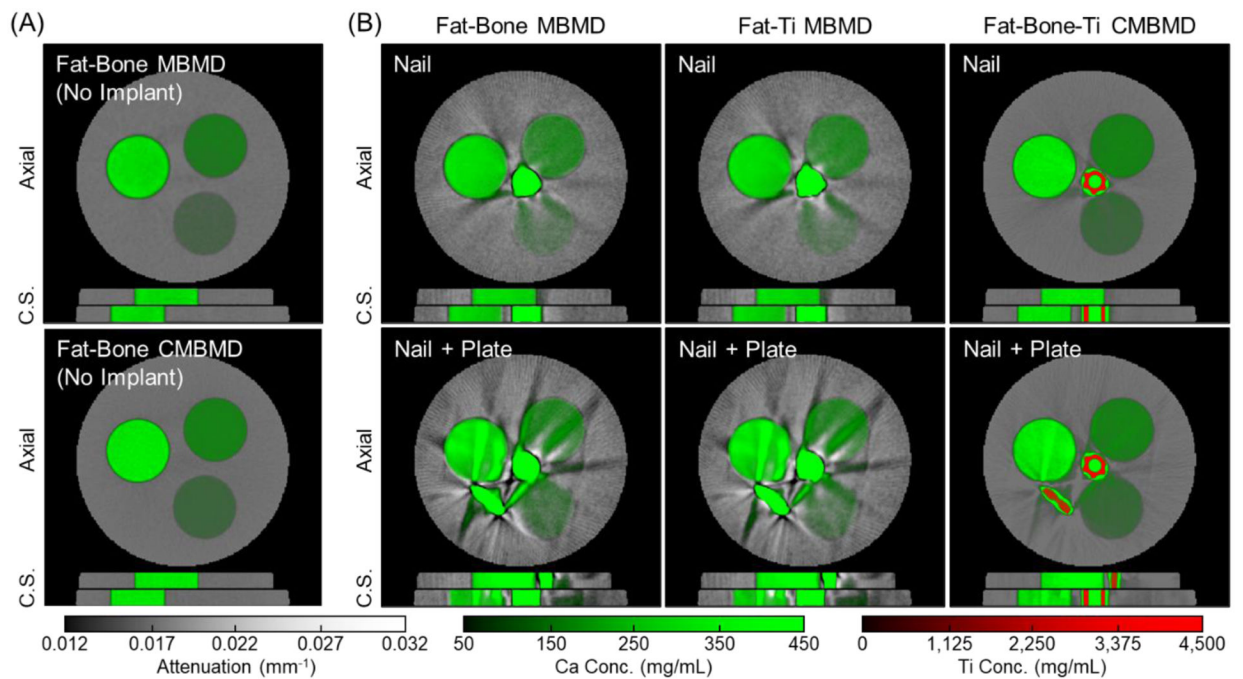 (A)
Fat-Bone MBMD
(No Implant)
Axial
C.S.
Fat-Bone CMBMD
(No Implant)
Axial
C.S.
(B)
Fat-Bone MBMD
Fat-Ti MBMD
Fat-Bone-Ti CMBMD
Nail
Nail
Nail
Axial
C.S.
Nail + Plate
Nail + Plate
Nail + Plate
Axial
C.S.
0.012 0.017 0.022 0.027 0.032
Attenuation (mm⁻¹)
50 150 250 350 450
Ca Conc. (mg/mL)
0 1,125 2,250 3,375 4,500
Ti Conc. (mg/mL)